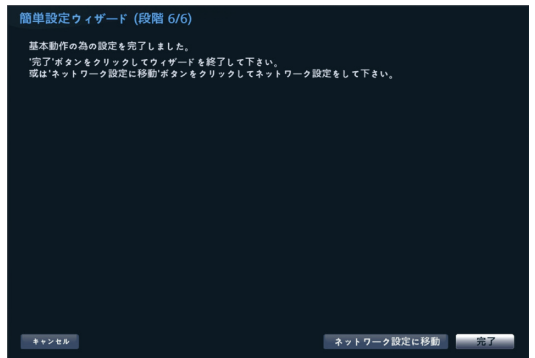 簡単設定ウィザード (段階 6/6)
基本動作の為の設定を完了しました。
'完了'ボタンをクリックしてウィザードを終了して下さい。
或は'ネットワーク設定に移動'ボタンをクリックしてネットワーク設定をして下さい。
キャンセル
ネットワーク設定に移動
完了